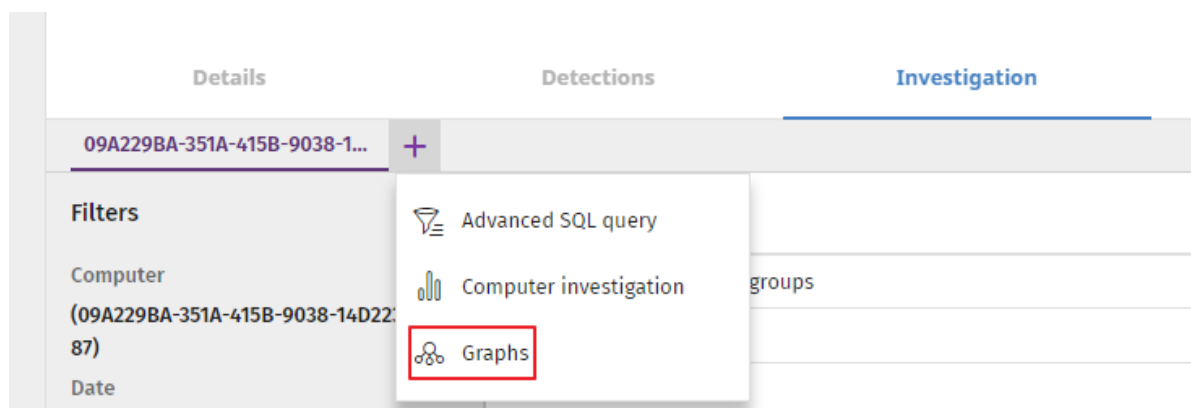 Details Detections Investigation
09A229BA-351A-415B-9038-1... +
Filters
Advanced SQL query
Computer
Computer investigation
groups
(09A229BA-351A-415B-9038-14D22
87)
Graphs
Date